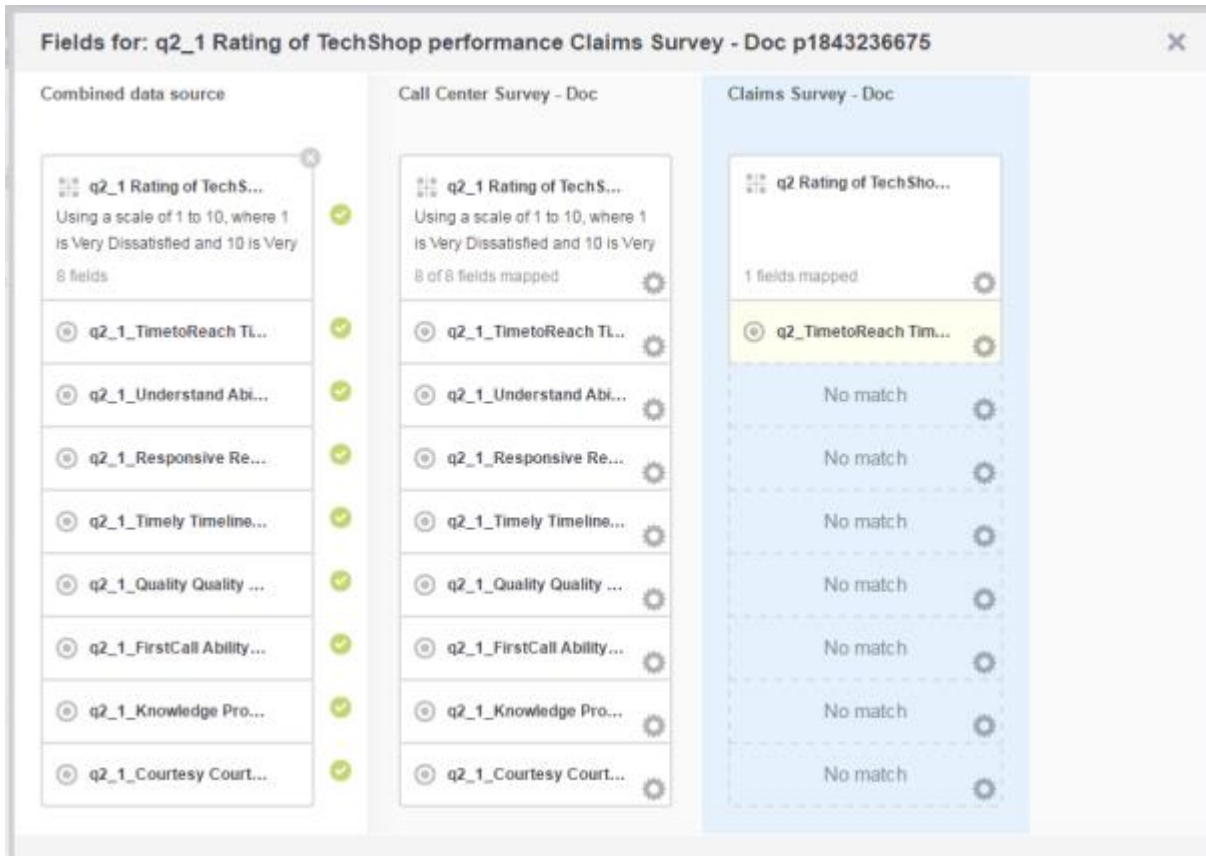 Fields for: q2_1 Rating of TechShop performance Claims Survey - Doc p1843236675
Combined data source
q2_1 Rating of TechS...
Using a scale of 1 to 10, where 1
is Very Dissatisfied and 10 is Very
8 fields
q2_1_TimetoReach Ti...
q2_1_Understand Abi...
q2_1_Responsive Re...
q2_1_Timely Timeline...
q2_1_Quality Quality ...
q2_1_FirstCall Ability...
q2_1_Knowledge Pro...
q2_1_Courtesy Court...
Call Center Survey - Doc
q2_1 Rating of TechS...
Using a scale of 1 to 10, where 1
is Very Dissatisfied and 10 is Very
8 of 8 fields mapped
q2_1_TimetoReach Ti...
q2_1_Understand Abi...
q2_1_Responsive Re...
q2_1_Timely Timeline...
q2_1_Quality Quality ...
q2_1_FirstCall Ability...
q2_1_Knowledge Pro...
q2_1_Courtesy Court...
Claims Survey - Doc
q2 Rating of TechSho...
1 fields mapped
q2_TimetoReach Tim...
No match
No match
No match
No match
No match
No match
No match